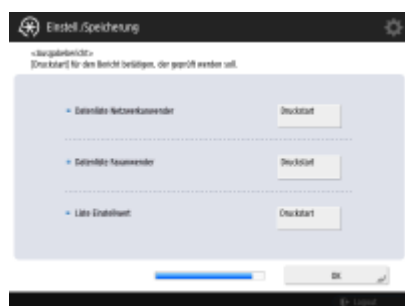 Einstell./Speicherung
<Ausgabebericht>
[Druckstart] für den Bericht betätigen, der geprüft werden soll.
Datenliste Netzwerkanwender
Druckstart
Datenliste Faxanwender
Druckstart
Liste Einstellwert
Druckstart
OK
Logout